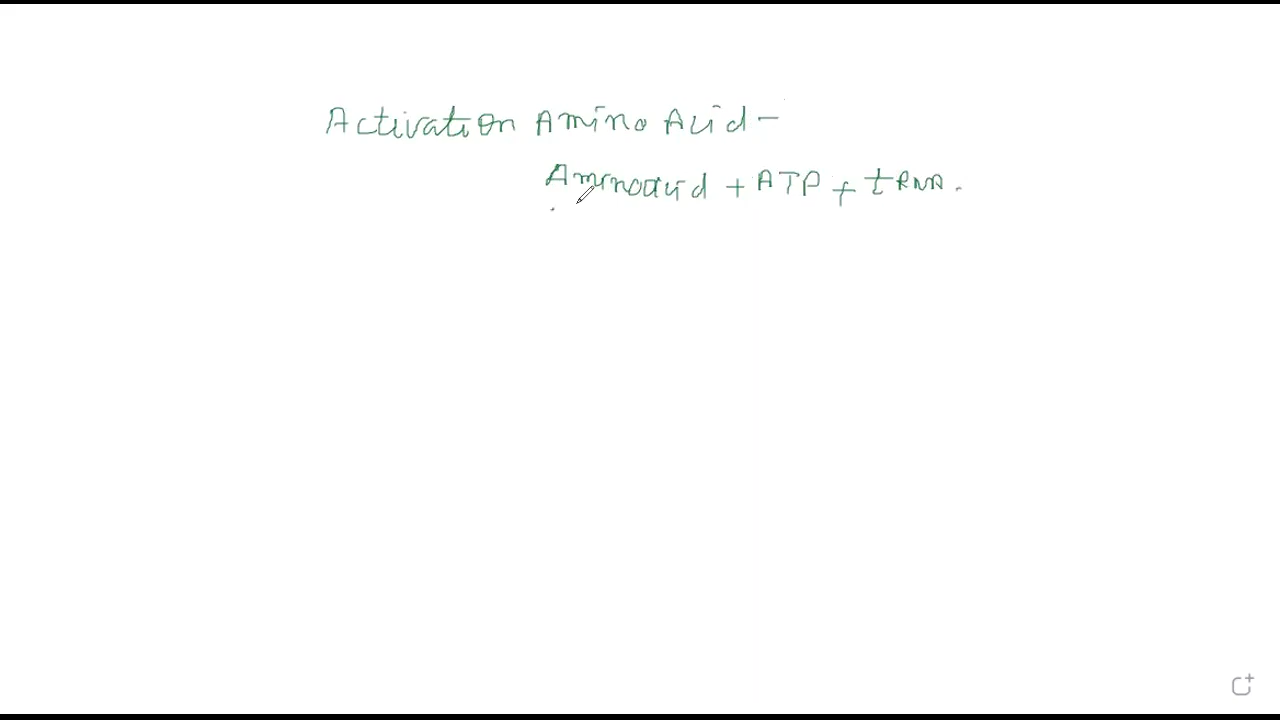 Activation Amino Acid -
Aminoacid + ATP + tRNA.